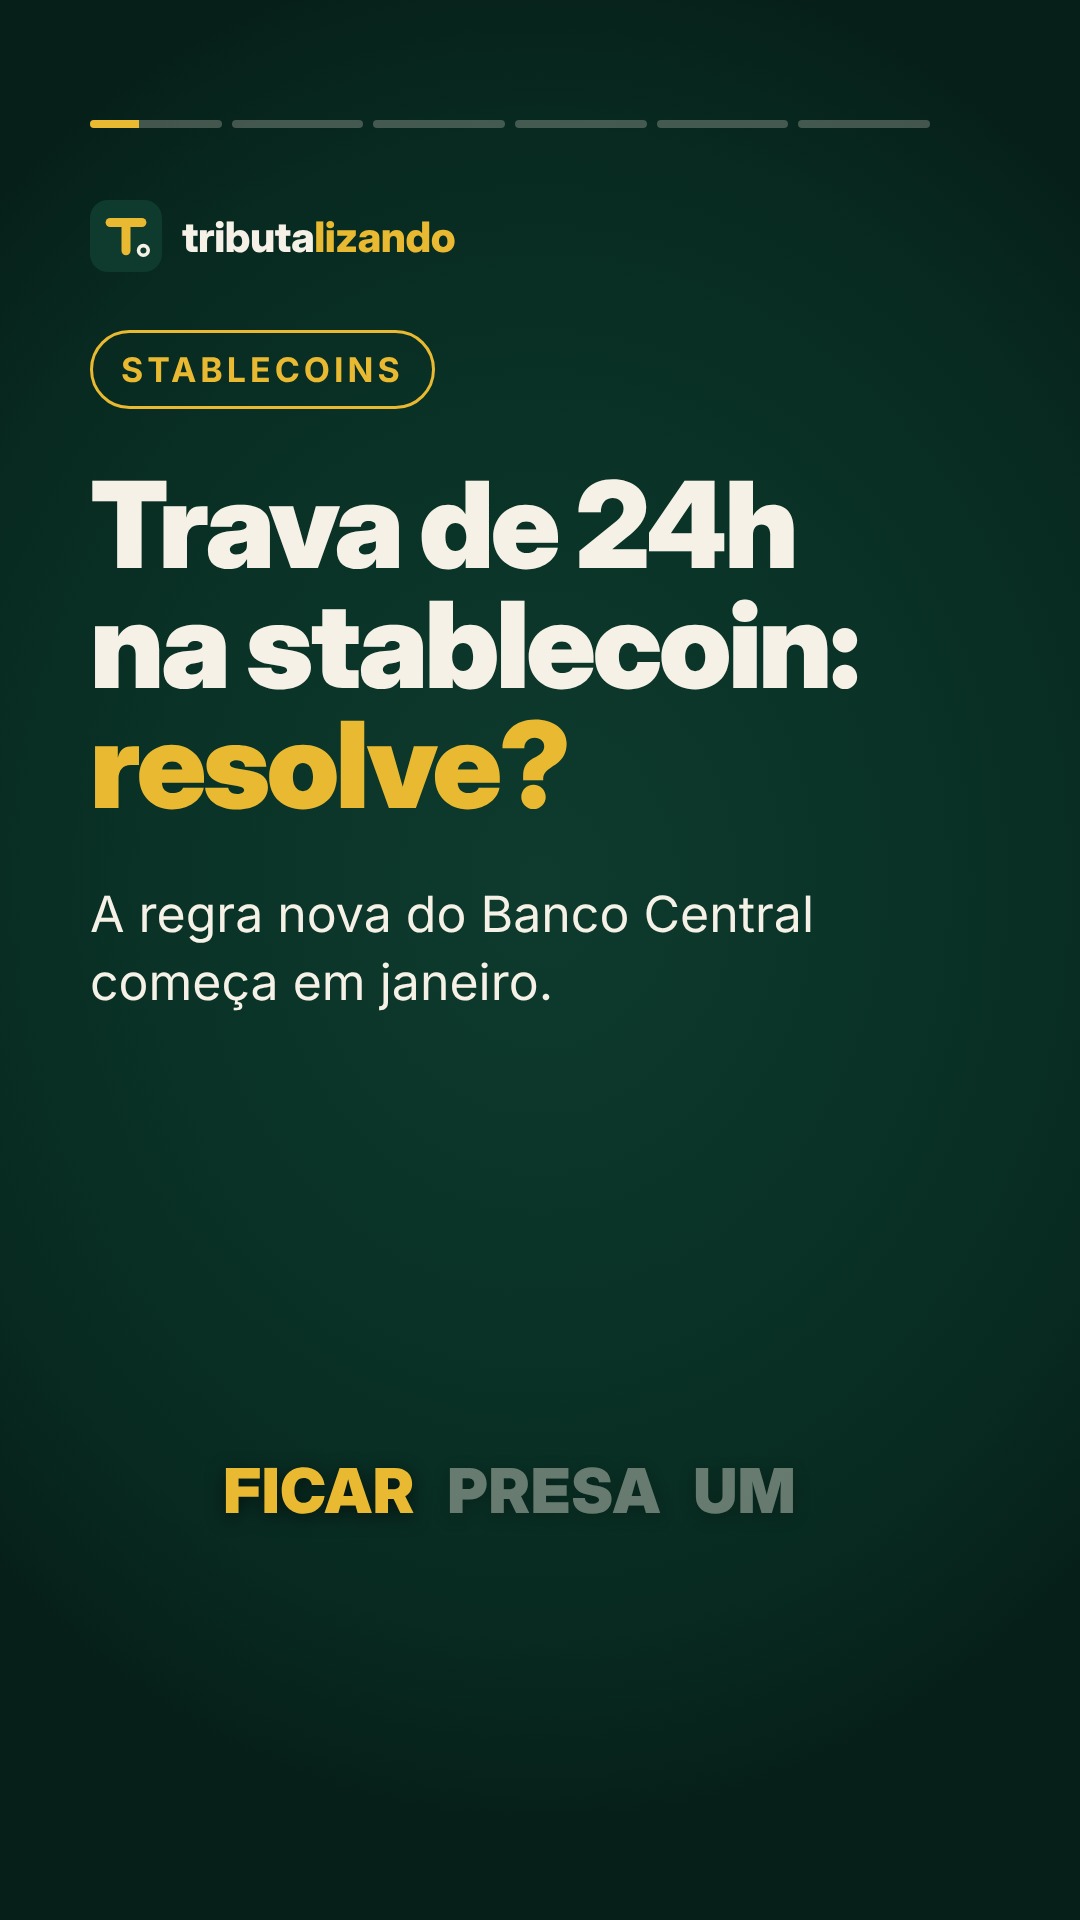 T.
tributalizando
STABLECOINS
Trava de 24h
na stablecoin:
resolve?
A regra nova do Banco Central
começa em janeiro.
FICAR PRESA UM